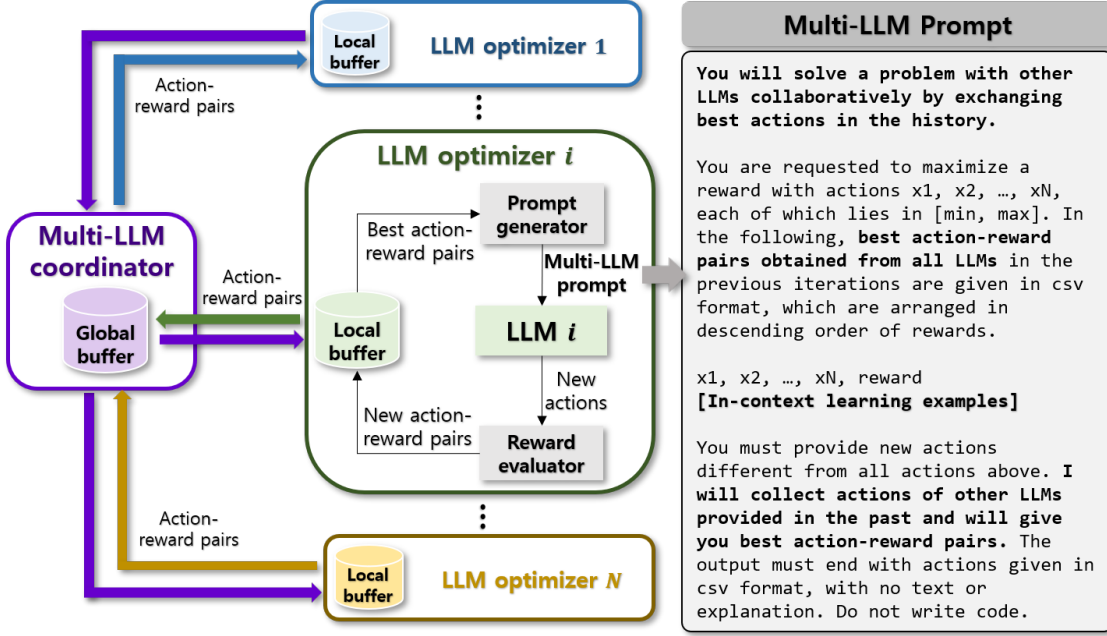 Local
buffer
LLM optimizer 1
Action-
reward pairs
LLM optimizer i
Prompt
generator
Best action-
reward pairs
Multi-LLM
prompt
Multi-LLM
coordinator
Global
buffer
Action-
reward pairs
Local
buffer
LLM i
New
actions
New action-
reward pairs
Reward
evaluator
Action-
reward pairs
Local
buffer
LLM optimizer N
Multi-LLM Prompt
You will solve a problem with other
LLMs collaboratively by exchanging
best actions in the history.
You are requested to maximize a
reward with actions x1, x2, …, xN,
each of which lies in [min, max]. In
the following, best action-reward
pairs obtained from all LLMs in the
previous iterations are given in csv
format, which are arranged in
descending order of rewards.
x1, x2, …, xN, reward
[In-context learning examples]
You must provide new actions
different from all actions above. I
will collect actions of other LLMs
provided in the past and will give
you best action-reward pairs. The
output must end with actions given in
csv format, with no text or
explanation. Do not write code.